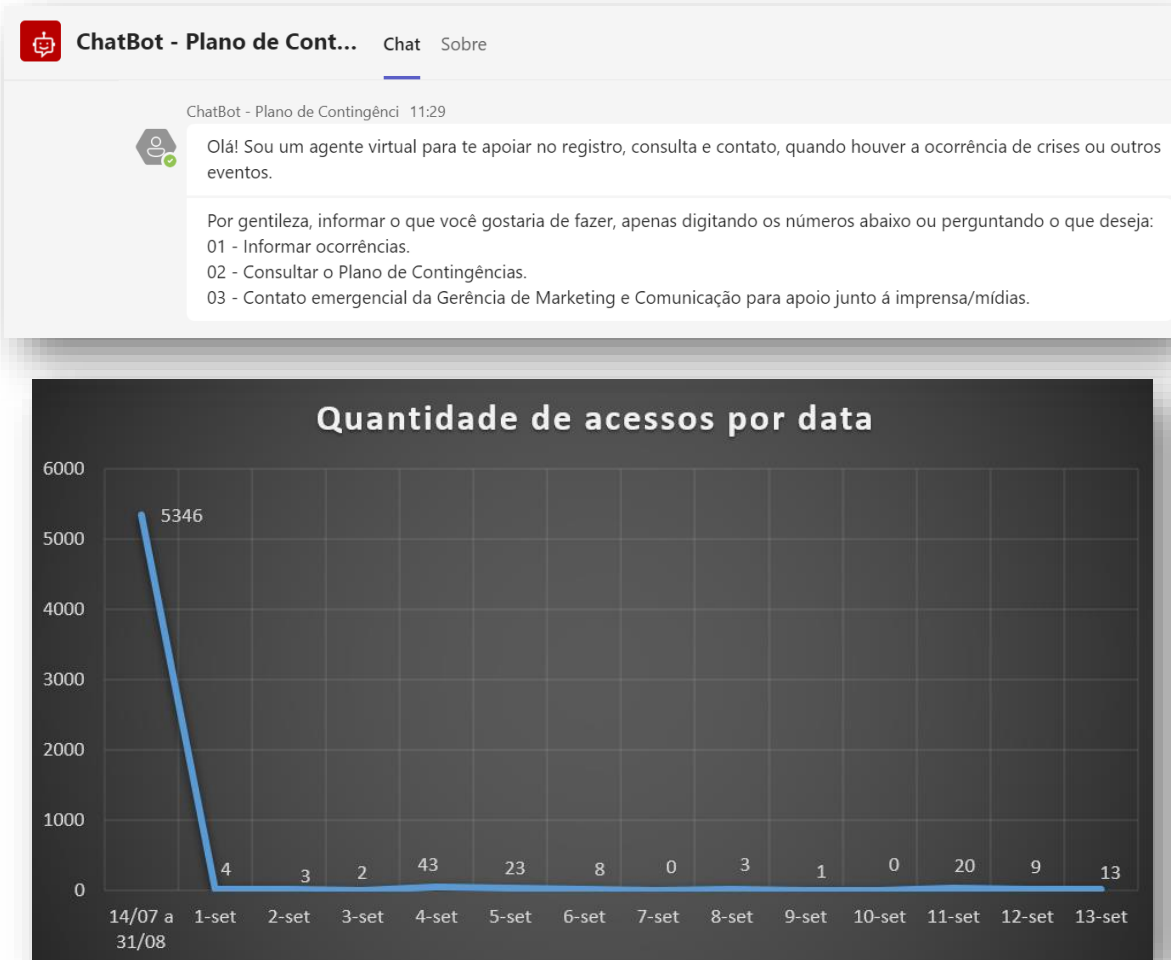 ChatBot - Plano de Cont... Chat Sobre
ChatBot - Plano de Contingênci 11:29
Olá! Sou um agente virtual para te apoiar no registro, consulta e contato, quando houver a ocorrência de crises ou outros
eventos.
Por gentileza, informar o que você gostaria de fazer, apenas digitando os números abaixo ou perguntando o que deseja:
01 - Informar ocorrências.
02 - Consultar o Plano de Contingências.
03 - Contato emergencial da Gerência de Marketing e Comunicação para apoio junto á imprensa/mídias.
Quantidade de acessos por data
6000
5346
5000
4000
3000
2000
1000
4 3 2 43 23 8 0 3 1 0 20 9 13
0
14/07 a 1-set 2-set 3-set 4-set 5-set 6-set 7-set 8-set 9-set 10-set 11-set 12-set 13-set
31/08